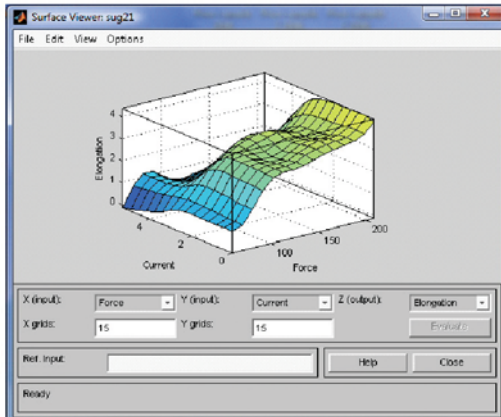 Surface Viewer: sug21
File Edit View Options
4
3
2
1
0
Elongation
4
2
0
Current
100
150
200
Force
X (input): Force Y (input): Current Z (output): Elongation
X grids: 15 Y grids: 15 Evaluate
Ref. Input: Help Close
Ready